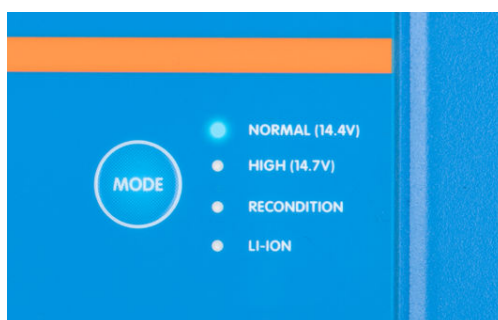 MODE
NORMAL (14.4V)
HIGH (14.7V)
RECONDITION
LI-ION